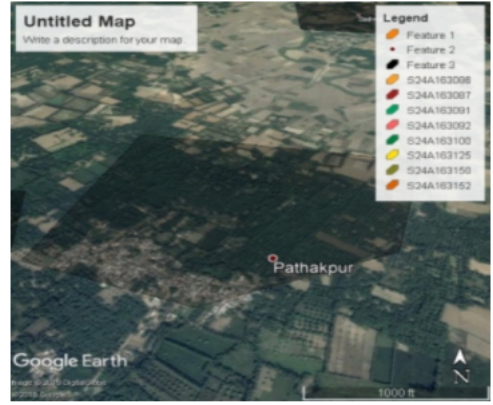 Untitled Map
Write a description for your map
Legend
Feature 1
Feature 2
Feature 3
S24A163086
S24A163087
S24A163091
S24A163092
S24A163100
S24A163125
S24A163150
S24A163152
Pathakpur
Google Earth
N
1000 ft